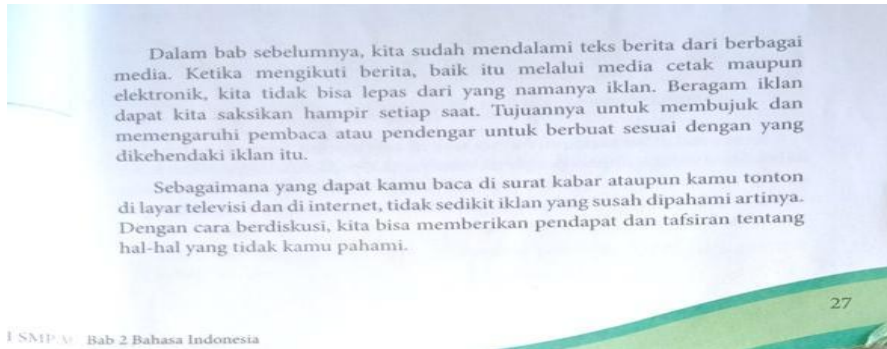 Dalam bab sebelumnya, kita sudah mendalami teks berita dari berbagai
media. Ketika mengikuti berita, baik itu melalui media cetak maupun
elektronik, kita tidak bisa lepas dari yang namanya iklan. Beragam iklan
dapat kita saksikan hampir setiap saat. Tujuannya untuk membujuk dan
memengaruhi pembaca atau pendengar untuk berbuat sesuai dengan yang
dikehendaki iklan itu.
Sebagaimana yang dapat kamu baca di surat kabar ataupun kamu tonton
di layar televisi dan di internet, tidak sedikit iklan yang susah dipahami artinya.
Dengan cara berdiskusi, kita bisa memberikan pendapat dan tafsiran tentang
hal-hal yang tidak kamu pahami.
27
SMP Bab 2 Bahasa Indonesia